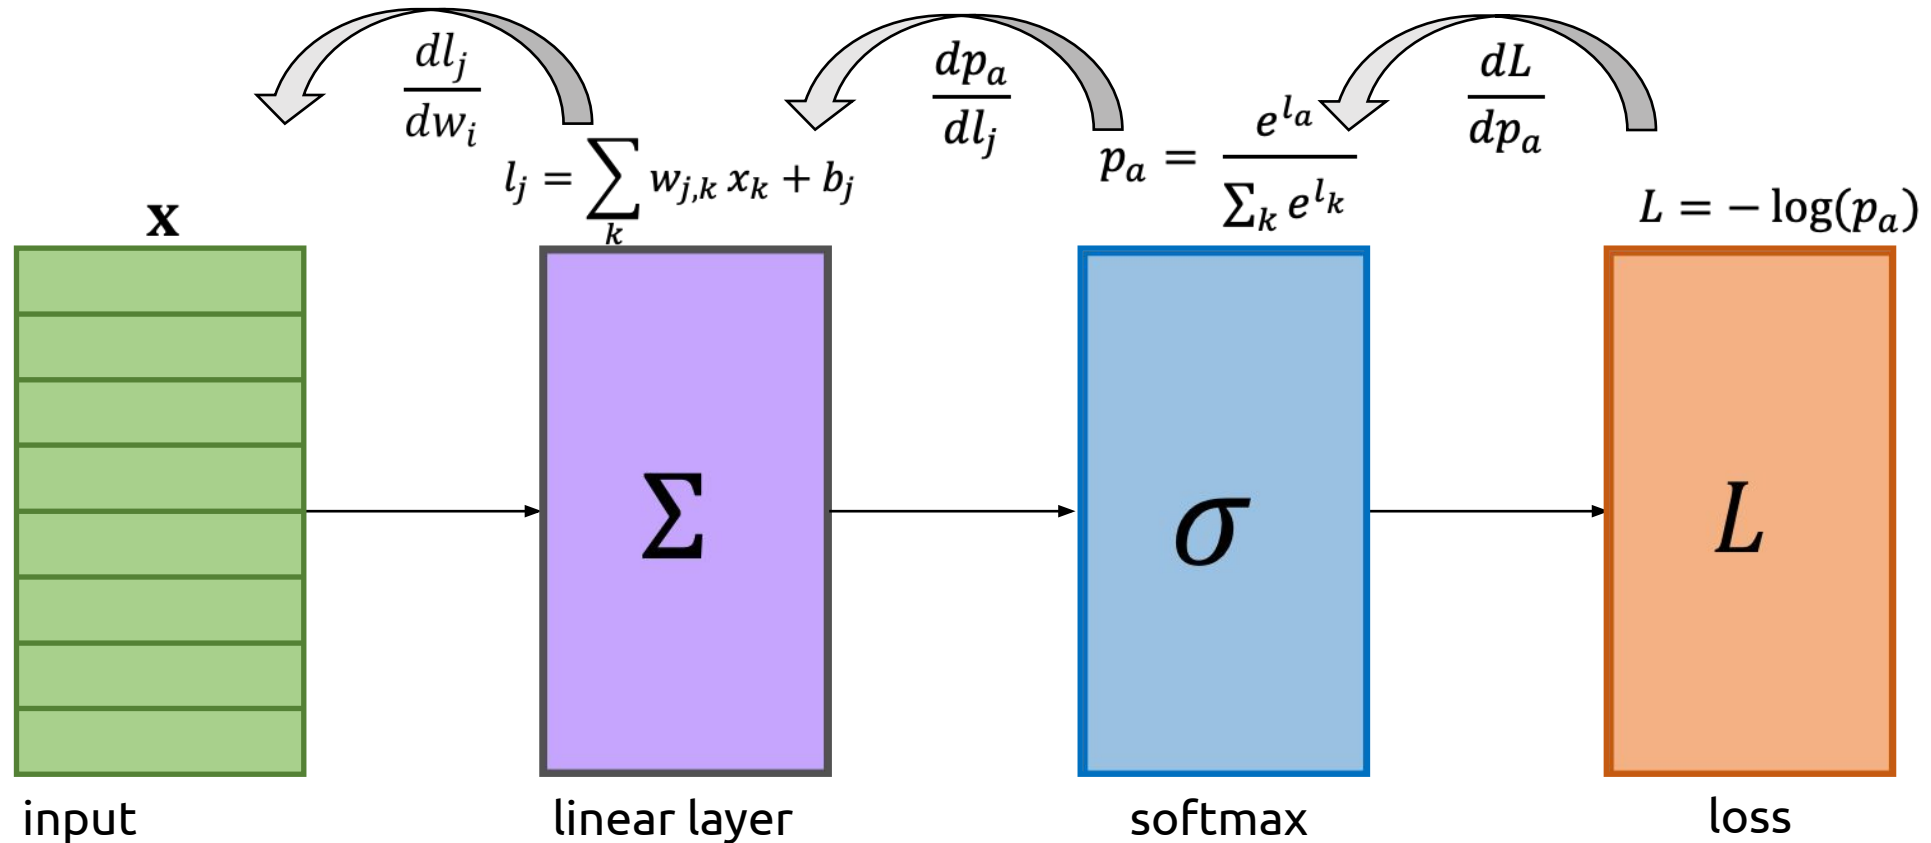 dl_j / dw_i
dp_a / dl_j
dL / dp_a
l_j = ∑_k w_{j,k} x_k + b_j
p_a = e^{l_a} / ∑_k e^{l_k}
L = − log(p_a)
x
Σ
σ
L
input
linear layer
softmax
loss